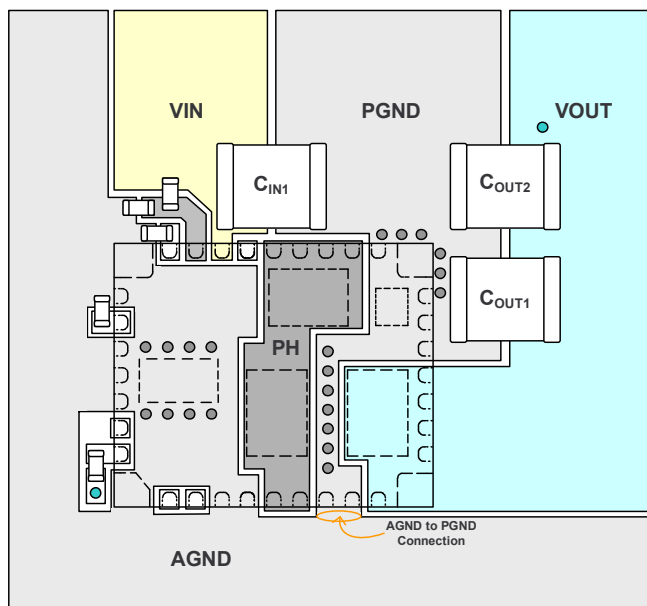 VIN
PGND
VOUT
CIN1
COUT2
COUT1
PH
AGND to PGND
Connection
AGND